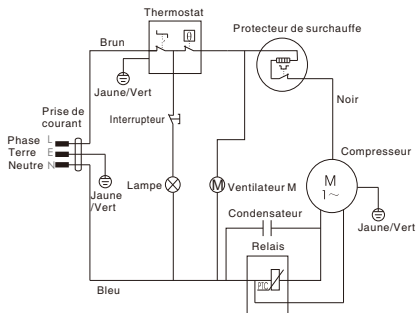 Thermostat
Protecteur de surchauffe
Brun
Jaune/Vert
Noir
Prise de
courant
Interrupteur
Phase L
Terre E
Neutre N
Compresseur
M
1~
Jaune
/Vert
Lampe
M Ventilateur M
Condensateur
Jaune/Vert
Relais
PTC
Bleu